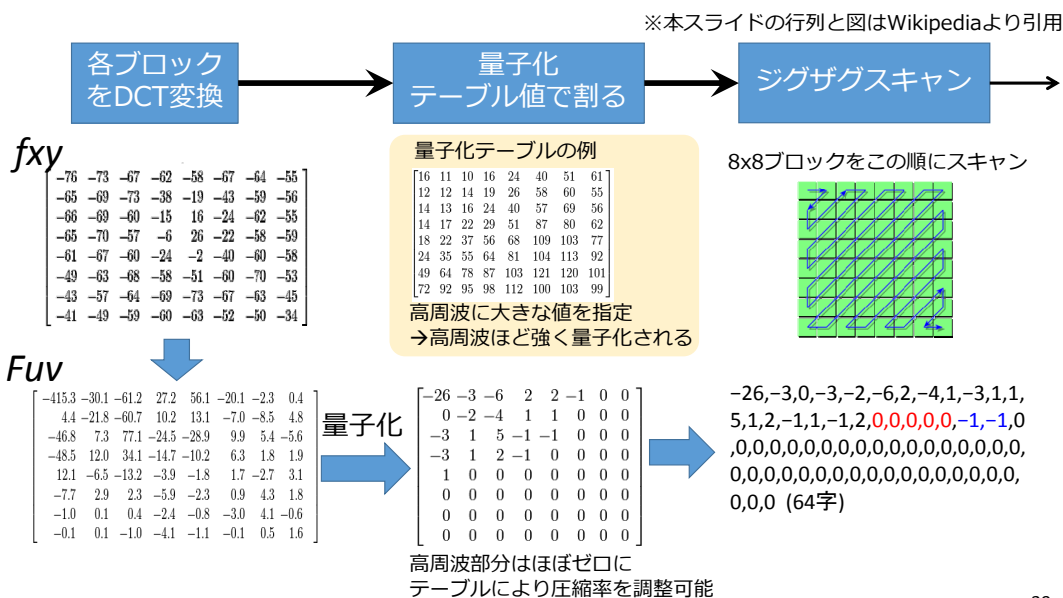 ※本スライドの行列と図はWikipediaより引用
各ブロック
をDCT変換
量子化
テーブル値で割る
ジグザグスキャン
fxy
−76 −73 −67 −62 −58 −67 −64 −55
−65 −69 −73 −38 −19 −43 −59 −56
−66 −69 −60 −15 16 −24 −62 −55
−65 −70 −57 −6 26 −22 −58 −59
−61 −67 −60 −24 −2 −40 −60 −58
−49 −63 −68 −58 −51 −60 −70 −53
−43 −57 −64 −69 −73 −67 −63 −45
−41 −49 −59 −60 −63 −52 −50 −34
量子化テーブルの例
16 11 10 16 24 40 51 61
12 12 14 19 26 58 60 55
14 13 16 24 40 57 69 56
14 17 22 29 51 87 80 62
18 22 37 56 68 109 103 77
24 35 55 64 81 104 113 92
49 64 78 87 103 121 120 101
72 92 95 98 112 100 103 99
高周波に大きな値を指定
→高周波ほど強く量子化される
8x8ブロックをこの順にスキャン
Fuv
−415.3 −30.1 −61.2 27.2 56.1 −20.1 −2.3 0.4
4.4 −21.8 −60.7 10.2 13.1 −7.0 −8.5 4.8
−46.8 7.3 77.1 −24.5 −28.9 9.9 5.4 −5.6
−48.5 12.0 34.1 −14.7 −10.2 6.3 1.8 1.9
12.1 −6.5 −13.2 −3.9 −1.8 1.7 −2.7 3.1
−7.7 2.9 2.3 −5.9 −2.3 0.9 4.3 1.8
−1.0 0.1 0.4 −2.4 −0.8 −3.0 4.1 −0.6
−0.1 0.1 −1.0 −4.1 −1.1 −0.1 0.5 1.6
量子化
−26 −3 −6 2 2 −1 0 0
0 −2 −4 1 1 0 0 0
−3 1 5 −1 −1 0 0 0
−3 1 2 −1 0 0 0 0
1 0 0 0 0 0 0 0
0 0 0 0 0 0 0 0
0 0 0 0 0 0 0 0
0 0 0 0 0 0 0 0
高周波部分はほぼゼロに
テーブルにより圧縮率を調整可能
−26,−3,0,−3,−2,−6,2,−4,1,−3,1,1,
5,1,2,−1,1,−1,2,0,0,0,0,0,−1,−1,0
,0,0,0,0,0,0,0,0,0,0,0,0,0,0,0,0,0,
0,0,0,0,0,0,0,0,0,0,0,0,0,0,0,0,0,
0,0,0 (64字)